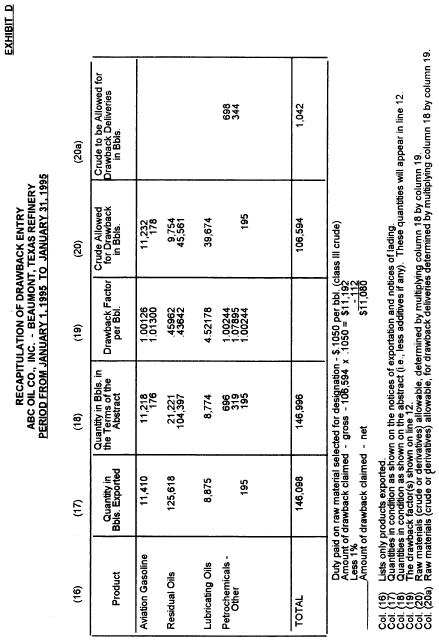 EXHIBIT D
RECAPITULATION OF DRAWBACK ENTRY
ABC OIL CO., INC. - BEAUMONT, TEXAS REFINERY
PERIOD FROM JANUARY 1, 1995 TO JANUARY 31, 1995
(16) (17) (18) (19) (20) (20a)
Product Quantity in Bbls. Exported Quantity in Bbls. in the Terms of the Abstract Drawback Factor per Bbl. Crude Allowed for Drawback in Bbls. Crude to be Allowed for Drawback Deliveries in Bbls.
Aviation Gasoline 11,410 11,218 1.00126 11,232
176 1.01300 178
Residual Oils 125,618 21,221 .45962 9,754
104,397 .43642 45,561
Lubricating Oils 8,875 8,774 4.52178 39,674
Petrochemicals - 696 1.00244 698
Other 319 1.07895 344
195 195 1.00244 195
TOTAL 146,098 146,996 106,594 1,042
Duty paid on raw material selected for designation - $ .1050 per bbl. (class III crude)
Amount of drawback claimed - gross - 106,594 x .1050 = $11,192
Less 1% - 112
Amount of drawback claimed - net $11,080
Col. (16) Lists only products exported.
Col. (17) Quantities in condition as shown on the notices of exportation and notices of lading.
Col. (18) Quantities in condition as shown on the abstract (i.e., less additives if any). These quantities will appear in line 12.
Col. (19) The drawback factor(s) shown on line 12.
Col. (20) Raw materials (crude or derivatives) allowable, determined by multiplying column 18 by column 19.
Col. (20a) Raw materials (crude or derivatives) allowable, for drawback deliveries determined by multiplying column 18 by column 19.